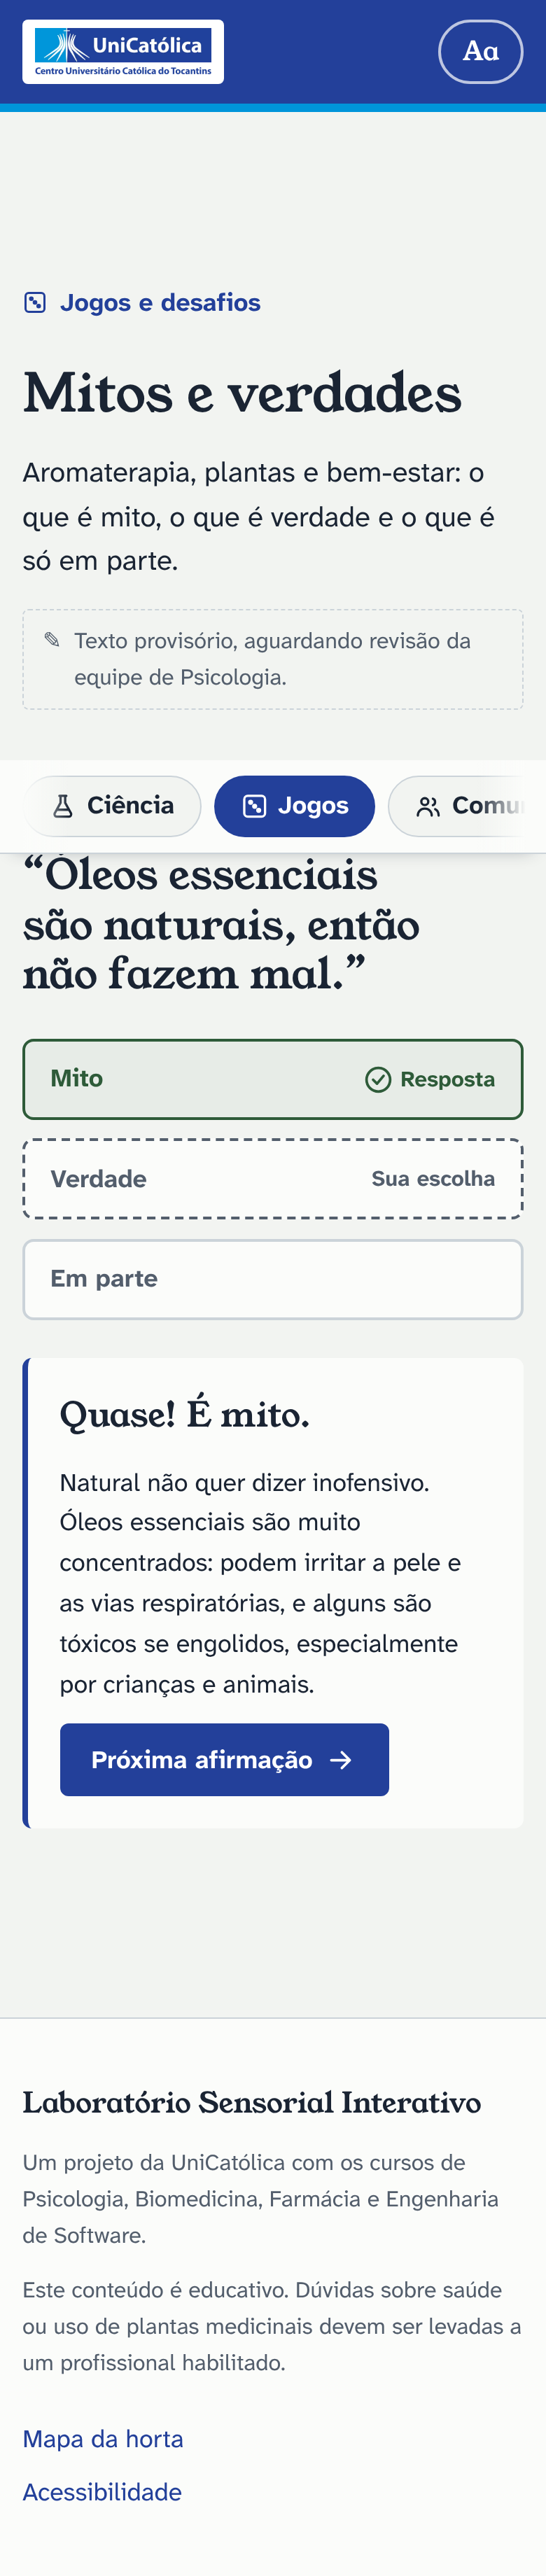 UniCatólica
Centro Universitário Católica do Tocantins
Aa
Jogos e desafios
Mitos e verdades
Aromaterapia, plantas e bem-estar: o
que é mito, o que é verdade e o que é
só em parte.
✎ Texto provisório, aguardando revisão da
equipe de Psicologia.
Ciência
Jogos
“Óleos essenciais
são naturais, então
não fazem mal.”
Mito
Resposta
Verdade
Sua escolha
Em parte
Quase! É mito.
Natural não quer dizer inofensivo.
Óleos essenciais são muito
concentrados: podem irritar a pele e
as vias respiratórias, e alguns são
tóxicos se engolidos, especialmente
por crianças e animais.
Próxima afirmação →
Laboratório Sensorial Interativo
Um projeto da UniCatólica com os cursos de
Psicologia, Biomedicina, Farmácia e Engenharia
de Software.
Este conteúdo é educativo. Dúvidas sobre saúde
ou uso de plantas medicinais devem ser levadas a
um profissional habilitado.
Mapa da horta
Acessibilidade